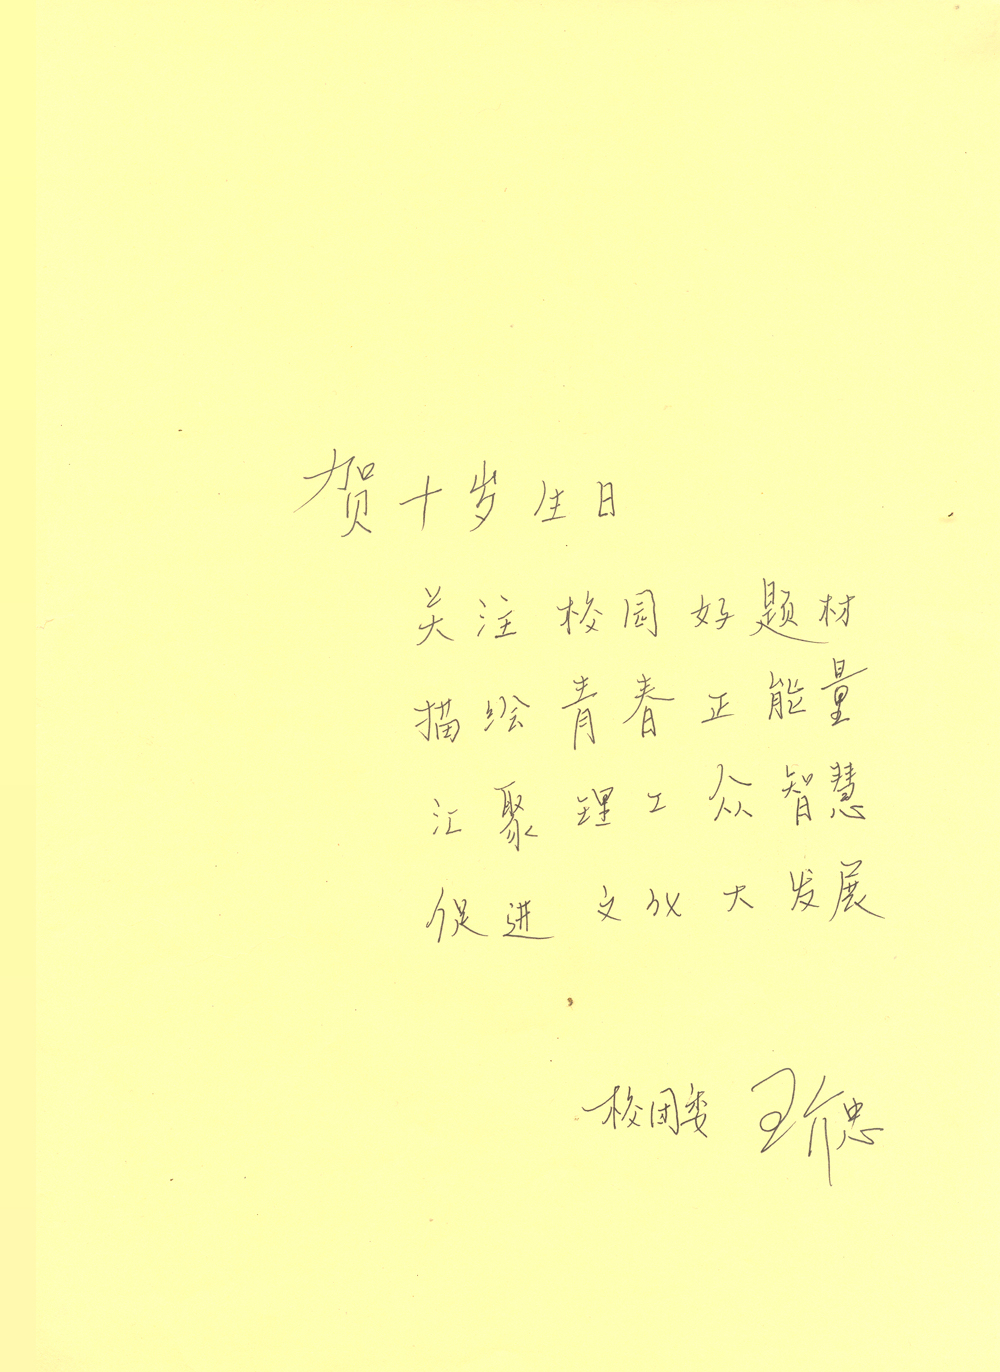 贺十岁生日
关注校园好题材
描绘青春正能量
汇聚理工众智慧
促进文化大发展
校团委 王介忠